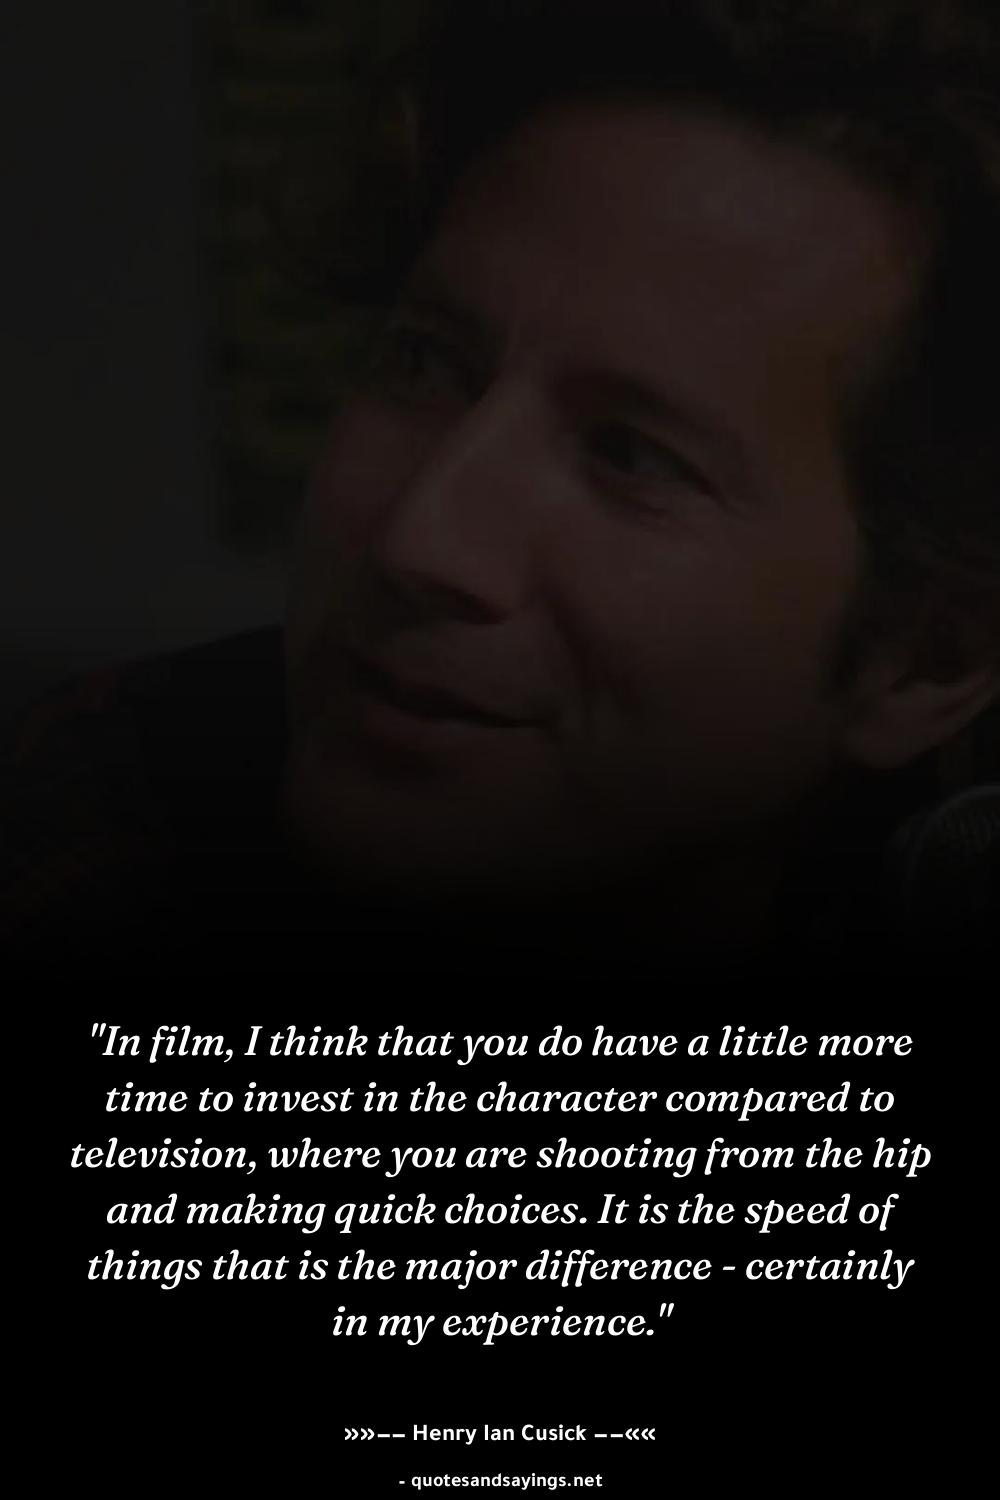 "In film, I think that you do have a little more
time to invest in the character compared to
television, where you are shooting from the hip
and making quick choices. It is the speed of
things that is the major difference - certainly
in my experience."
»»-- Henry Ian Cusick --««
- quotesandsayings.net